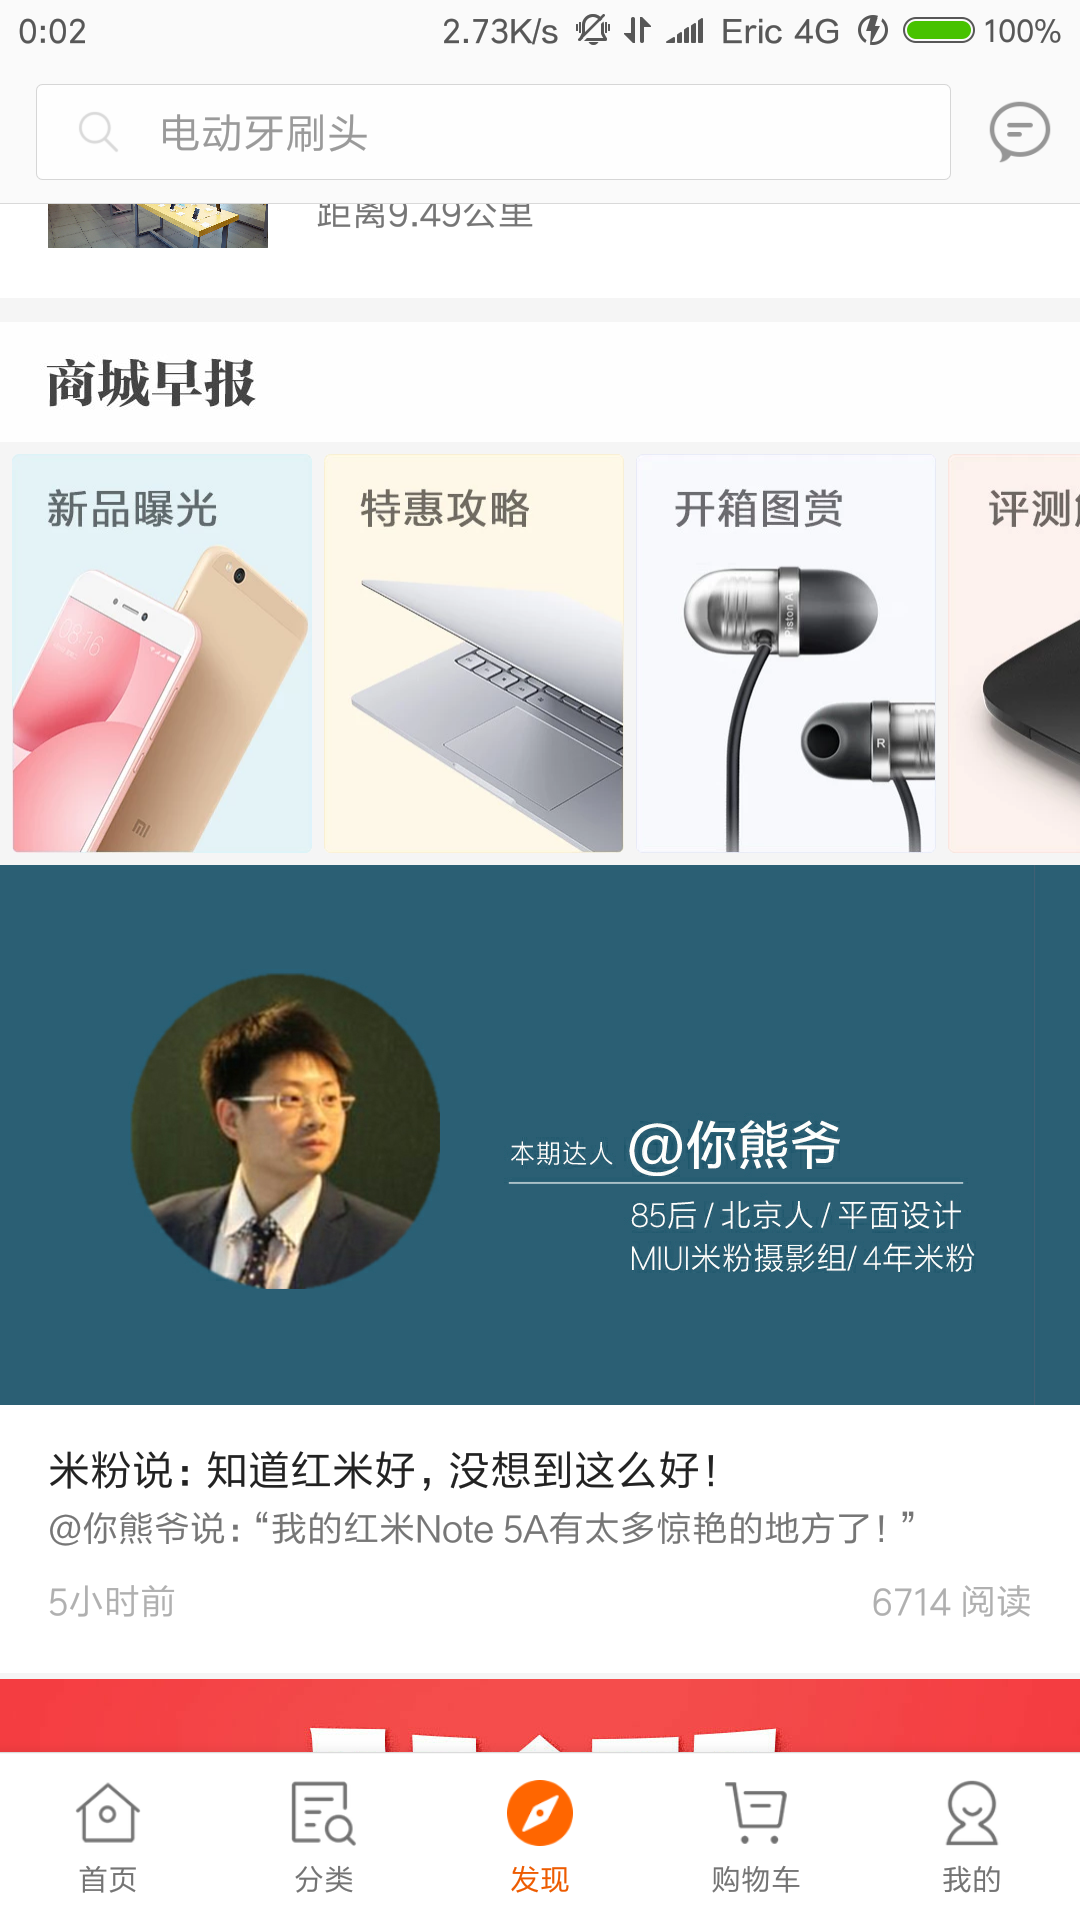 0:02 2.73K/s Eric 4G 100%
电动牙刷头
距离9.49公里
商城早报
新品曝光 特惠攻略 开箱图赏 评测
08:16
mi
Piston A
R
本期达人 @你熊爷
85后 / 北京人 / 平面设计
MIUI米粉摄影组/ 4年米粉
米粉说：知道红米好，没想到这么好！
@你熊爷说：“我的红米Note 5A有太多惊艳的地方了！”
5小时前 6714 阅读
首页 分类 发现 购物车 我的